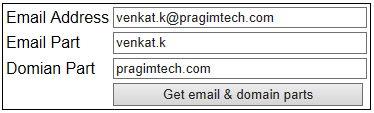 Email Address venkat.k@pragimtech.com
Email Part venkat.k
Domian Part pragimtech.com
Get email & domain parts